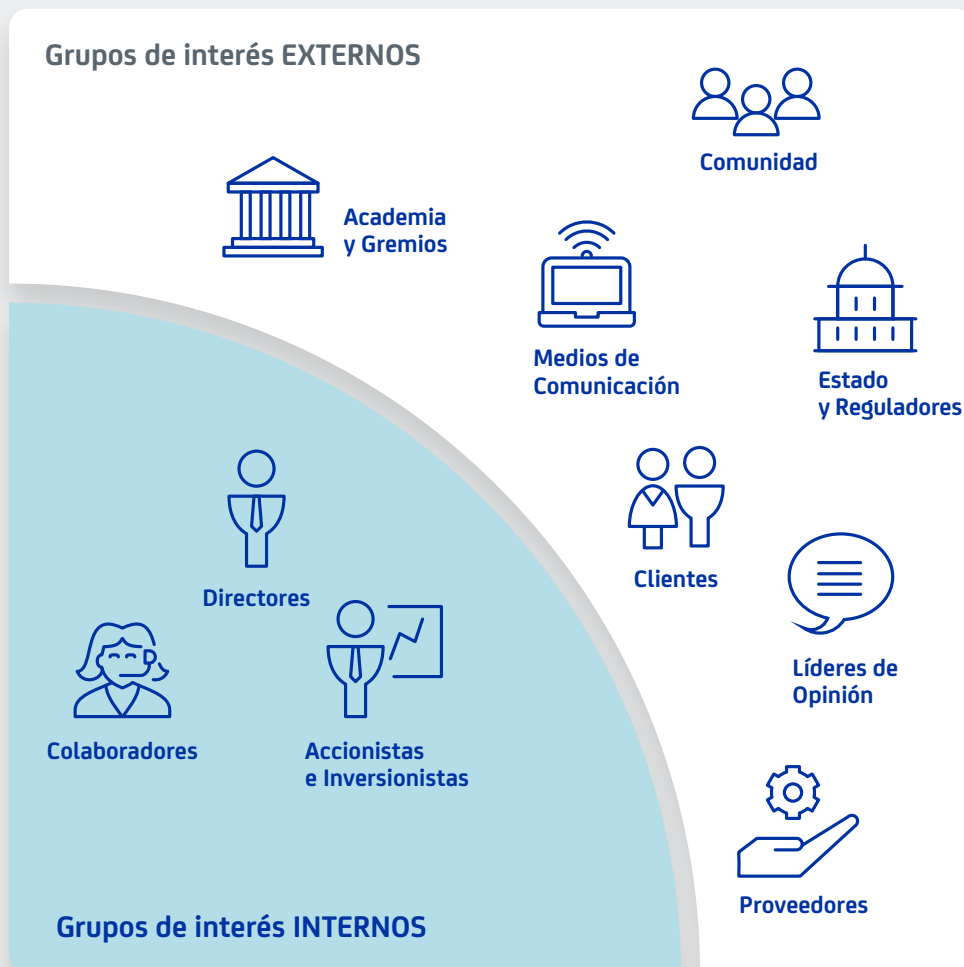 Grupos de interés EXTERNOS
Comunidad
Academia
y Gremios
Medios de
Comunicación
Estado
y Reguladores
Clientes
Líderes de
Opinión
Proveedores
Directores
Colaboradores
Accionistas
e Inversionistas
Grupos de interés INTERNOS